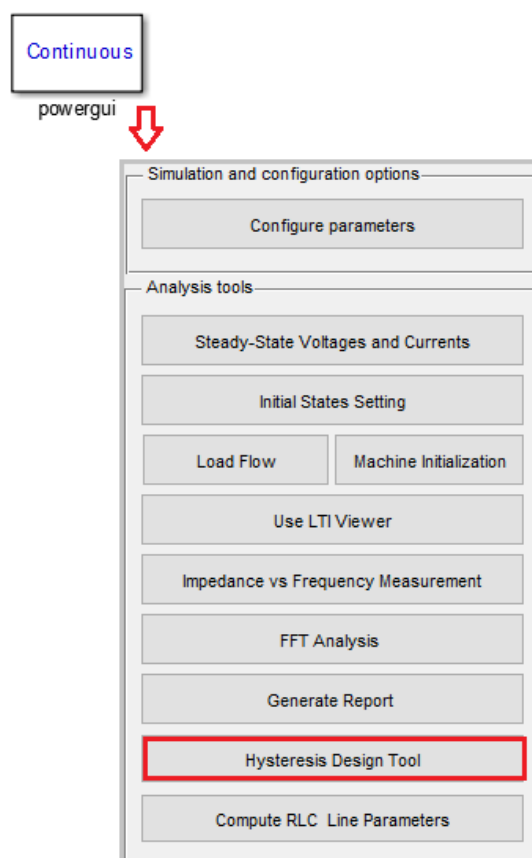 Continuous
powergui
Simulation and configuration options
Configure parameters
Analysis tools
Steady-State Voltages and Currents
Initial States Setting
Load Flow
Machine Initialization
Use LTI Viewer
Impedance vs Frequency Measurement
FFT Analysis
Generate Report
Hysteresis Design Tool
Compute RLC Line Parameters